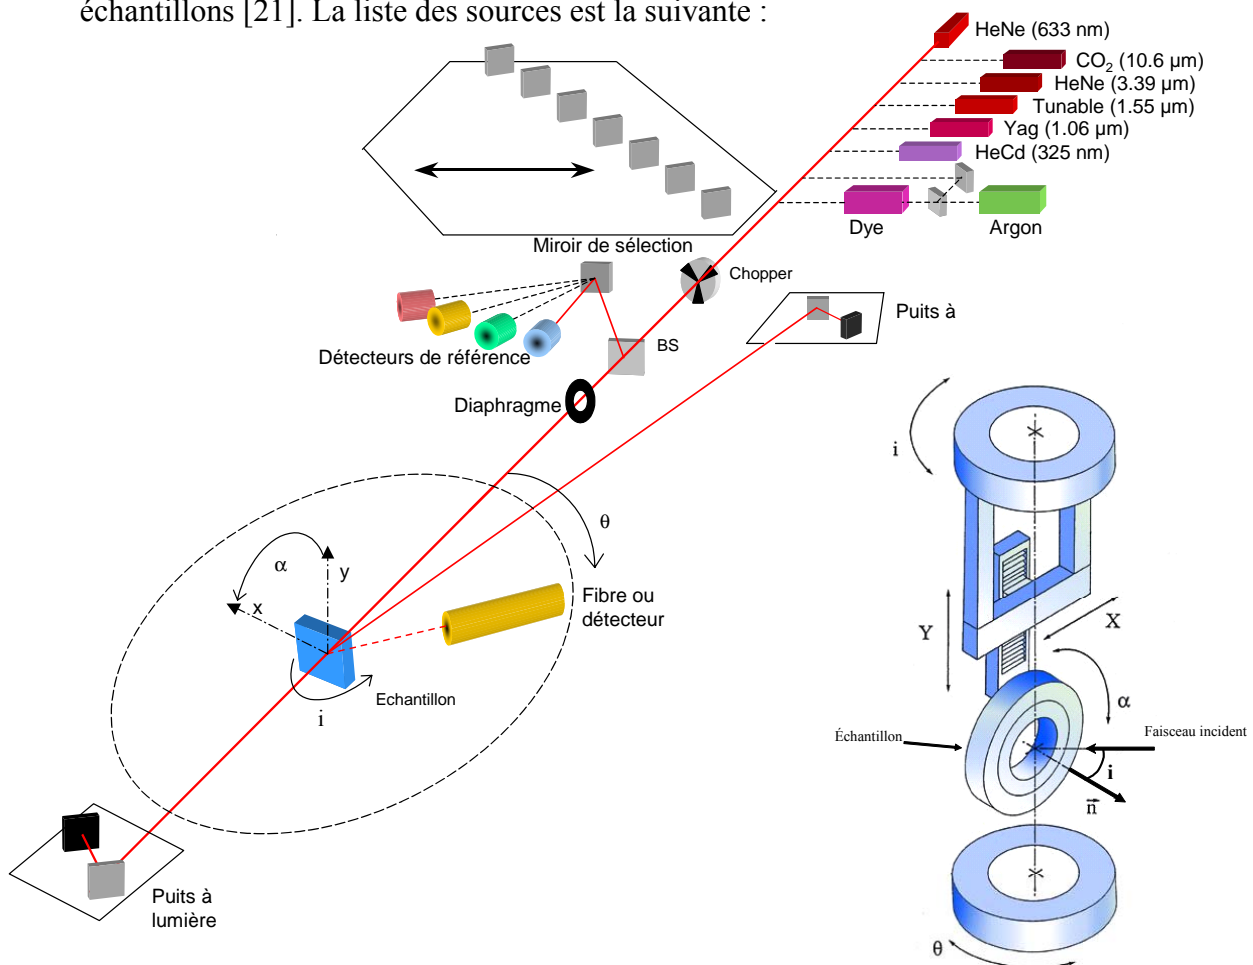 échantillons [21]. La liste des sources est la suivante :
HeNe (633 nm)
CO2 (10.6 µm)
HeNe (3.39 µm)
Tunable (1.55 µm)
Yag (1.06 µm)
HeCd (325 nm)
Dye
Argon
Miroir de sélection
Chopper
Puits à
BS
Détecteurs de référence
Diaphragme
i
θ
α
y
x
Fibre ou
détecteur
Echantillon
i
Y
X
α
Échantillon
Faisceau incident
i
n⃗
Puits à
lumière
θ